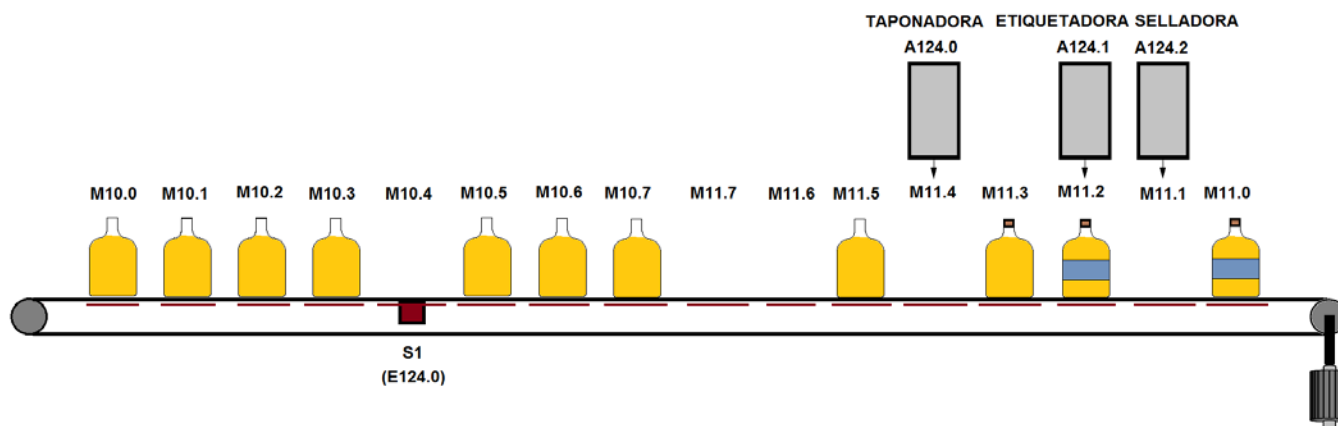 TAPONADORA ETIQUETADORA SELLADORA
A124.0 A124.1 A124.2
M10.0 M10.1 M10.2 M10.3 M10.4 M10.5 M10.6 M10.7 M11.7 M11.6 M11.5 M11.4 M11.3 M11.2 M11.1 M11.0
S1
(E124.0)